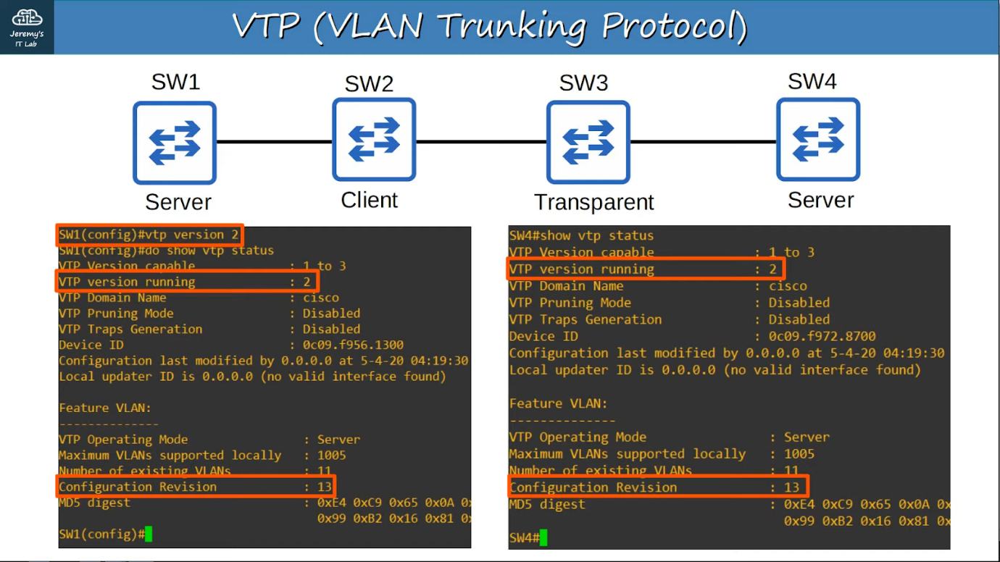 Jeremy's
IT Lab
VTP (VLAN Trunking Protocol)
SW1
SW2
SW3
SW4
Server
Client
Transparent
Server
SW1(config)#vtp version 2
SW1(config)#do show vtp status
VTP Version capable : 1 to 3
VTP version running : 2
VTP Domain Name : cisco
VTP Pruning Mode : Disabled
VTP Traps Generation : Disabled
Device ID : 0c09.f956.1300
Configuration last modified by 0.0.0.0 at 5-4-20 04:19:30
Local updater ID is 0.0.0.0 (no valid interface found)
Feature VLAN:
--------------
VTP Operating Mode : Server
Maximum VLANs supported locally : 1005
Number of existing VLANs : 11
Configuration Revision : 13
MD5 digest : 0xE4 0xC9 0x65 0x0A 0x
0x99 0xB2 0x16 0x81 0x
SW1(config)#
SW4#show vtp status
VTP Version capable : 1 to 3
VTP version running : 2
VTP Domain Name : cisco
VTP Pruning Mode : Disabled
VTP Traps Generation : Disabled
Device ID : 0c09.f972.8700
Configuration last modified by 0.0.0.0 at 5-4-20 04:19:30
Local updater ID is 0.0.0.0 (no valid interface found)
Feature VLAN:
--------------
VTP Operating Mode : Server
Maximum VLANs supported locally : 1005
Number of existing VLANs : 11
Configuration Revision : 13
MD5 digest : 0xE4 0xC9 0x65 0x0A 0x
0x99 0xB2 0x16 0x81 0x
SW4#